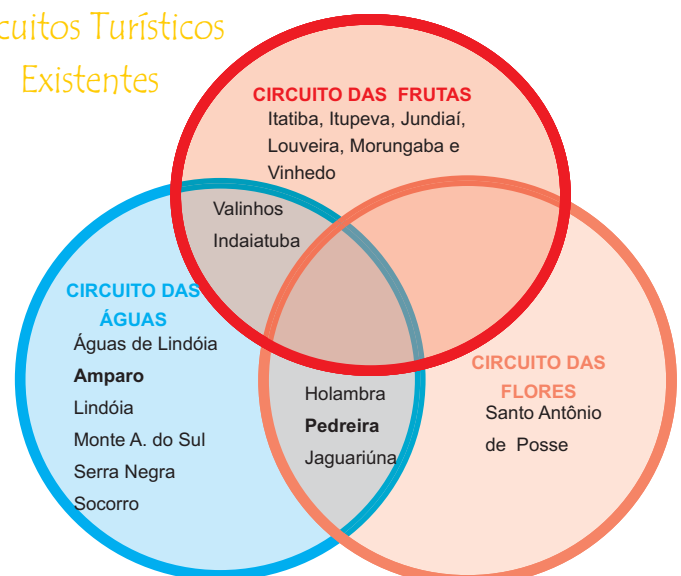 cuitos Turísticos
Existentes
CIRCUITO DAS FRUTAS
Itatiba, Itupeva, Jundiaí,
Louveira, Morungaba e
Vinhedo
Valinhos
Indaiatuba
CIRCUITO DAS
ÁGUAS
Águas de Lindóia
Amparo
Lindóia
Monte A. do Sul
Serra Negra
Socorro
Holambra
Pedreira
Jaguariúna
CIRCUITO DAS
FLORES
Santo Antônio
de Posse